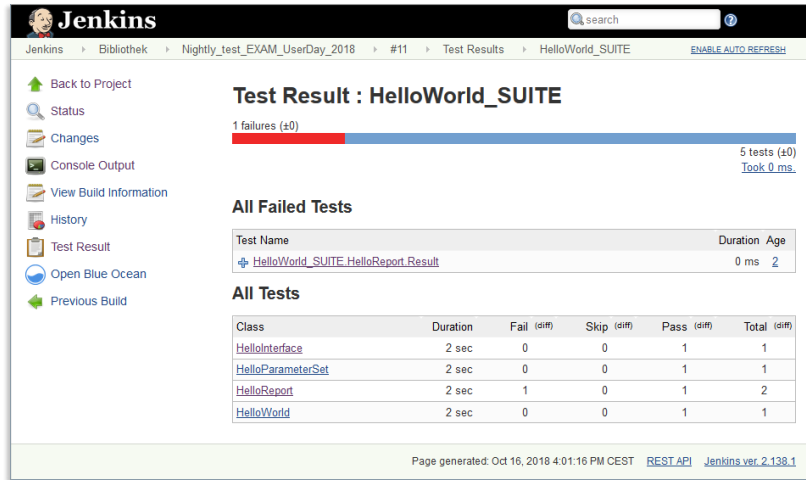 Jenkins
search
Jenkins Bibliothek Nightly_test_EXAM_UserDay_2018 #11 Test Results HelloWorld_SUITE ENABLE AUTO REFRESH
Back to Project
Status
Changes
Console Output
View Build Information
History
Test Result
Open Blue Ocean
Previous Build
Test Result : HelloWorld_SUITE
1 failures (±0)
5 tests (±0)
Took 0 ms.
All Failed Tests
Test Name Duration Age
HelloWorld_SUITE.HelloReport.Result 0 ms 2
All Tests
Class Duration Fail (diff) Skip (diff) Pass (diff) Total (diff)
HelloInterface 2 sec 0 0 1 1
HelloParameterSet 2 sec 0 0 1 1
HelloReport 2 sec 1 0 1 2
HelloWorld 2 sec 0 0 1 1
Page generated: Oct 16, 2018 4:01:16 PM CEST REST API Jenkins ver. 2.138.1